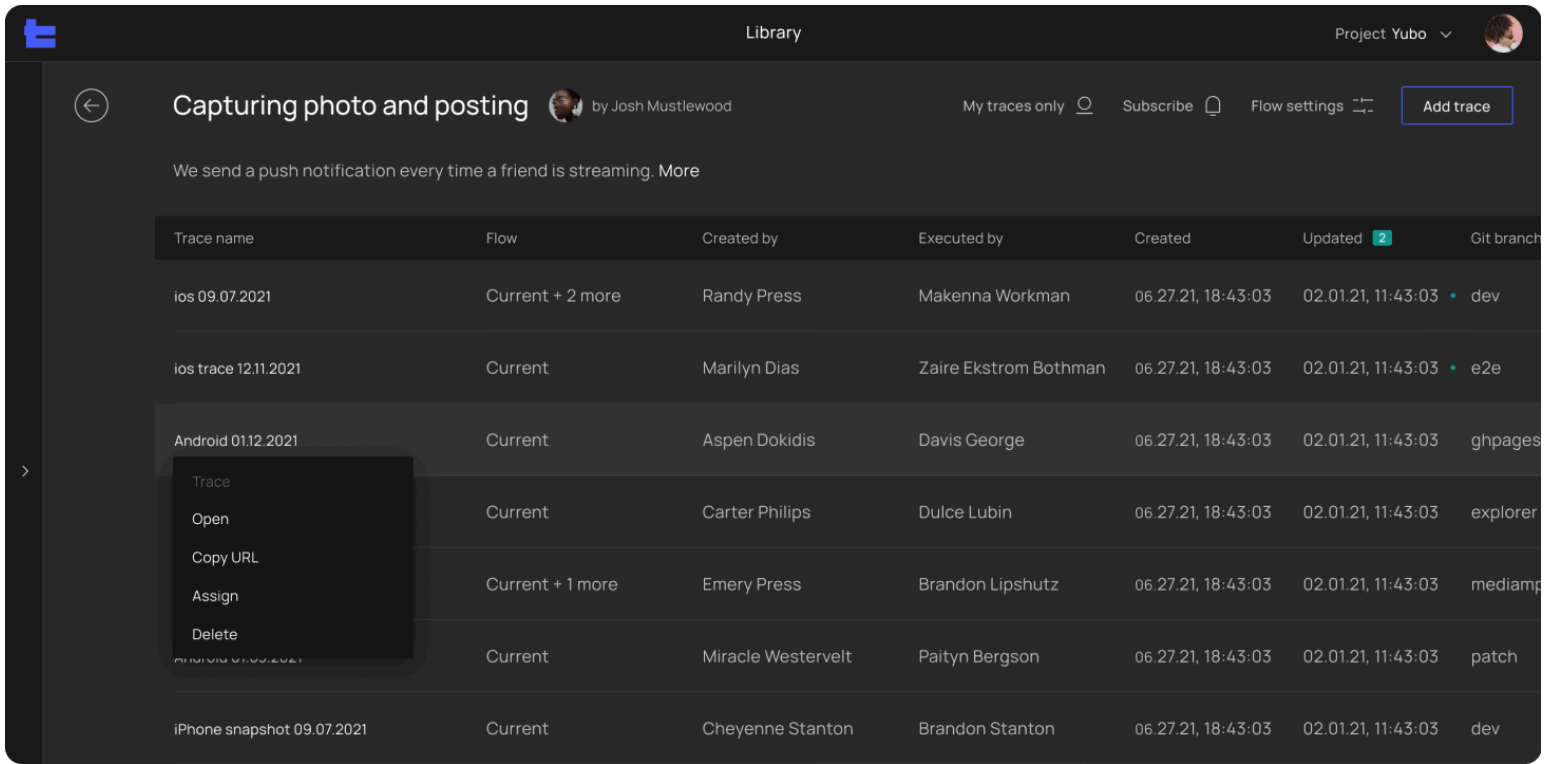 Library
Project Yubo
Capturing photo and posting by Josh Mustlewood My traces only Subscribe Flow settings Add trace
We send a push notification every time a friend is streaming. More
Trace name Flow Created by Executed by Created Updated 2 Git branch
ios 09.07.2021 Current + 2 more Randy Press Makenna Workman 06.27.21, 18:43:03 02.01.21, 11:43:03 dev
ios trace 12.11.2021 Current Marilyn Dias Zaire Ekstrom Bothman 06.27.21, 18:43:03 02.01.21, 11:43:03 e2e
Android 01.12.2021 Current Aspen Dokidis Davis George 06.27.21, 18:43:03 02.01.21, 11:43:03 ghpages
Trace
Open
Copy URL
Assign
Delete
Current Carter Philips Dulce Lubin 06.27.21, 18:43:03 02.01.21, 11:43:03 explorer
Current + 1 more Emery Press Brandon Lipshutz 06.27.21, 18:43:03 02.01.21, 11:43:03 mediamp
Current Miracle Westervelt Paityn Bergson 06.27.21, 18:43:03 02.01.21, 11:43:03 patch
iPhone snapshot 09.07.2021 Current Cheyenne Stanton Brandon Stanton 06.27.21, 18:43:03 02.01.21, 11:43:03 dev